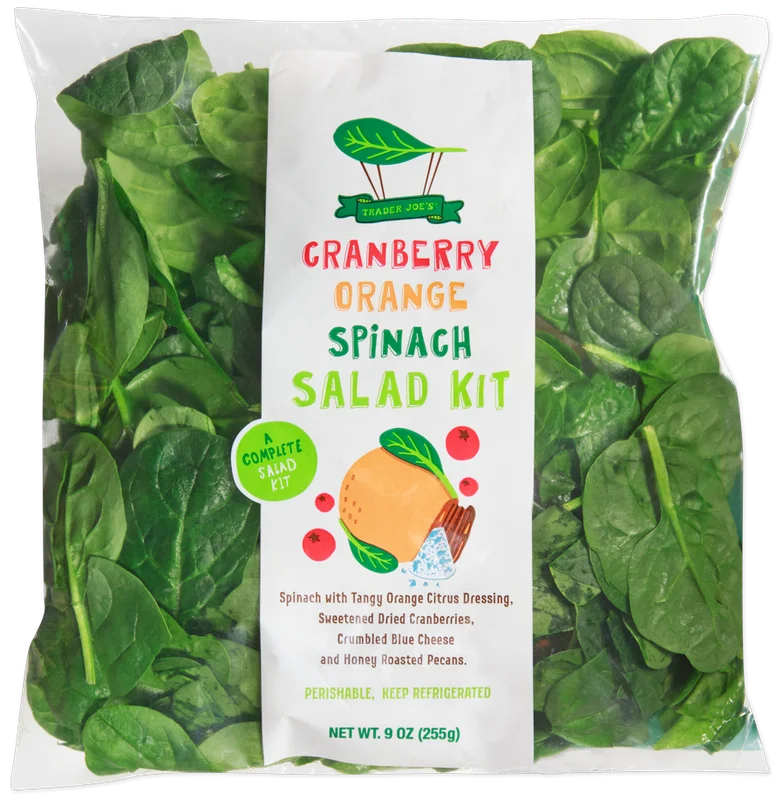 TRADER JOE'S
CRANBERRY
ORANGE
SPINACH
SALAD KIT
A
COMPLETE
SALAD
KIT
Spinach with Tangy Orange Citrus Dressing,
Sweetened Dried Cranberries,
Crumbled Blue Cheese
and Honey Roasted Pecans.
PERISHABLE, KEEP REFRIGERATED
NET WT. 9 OZ (255g)